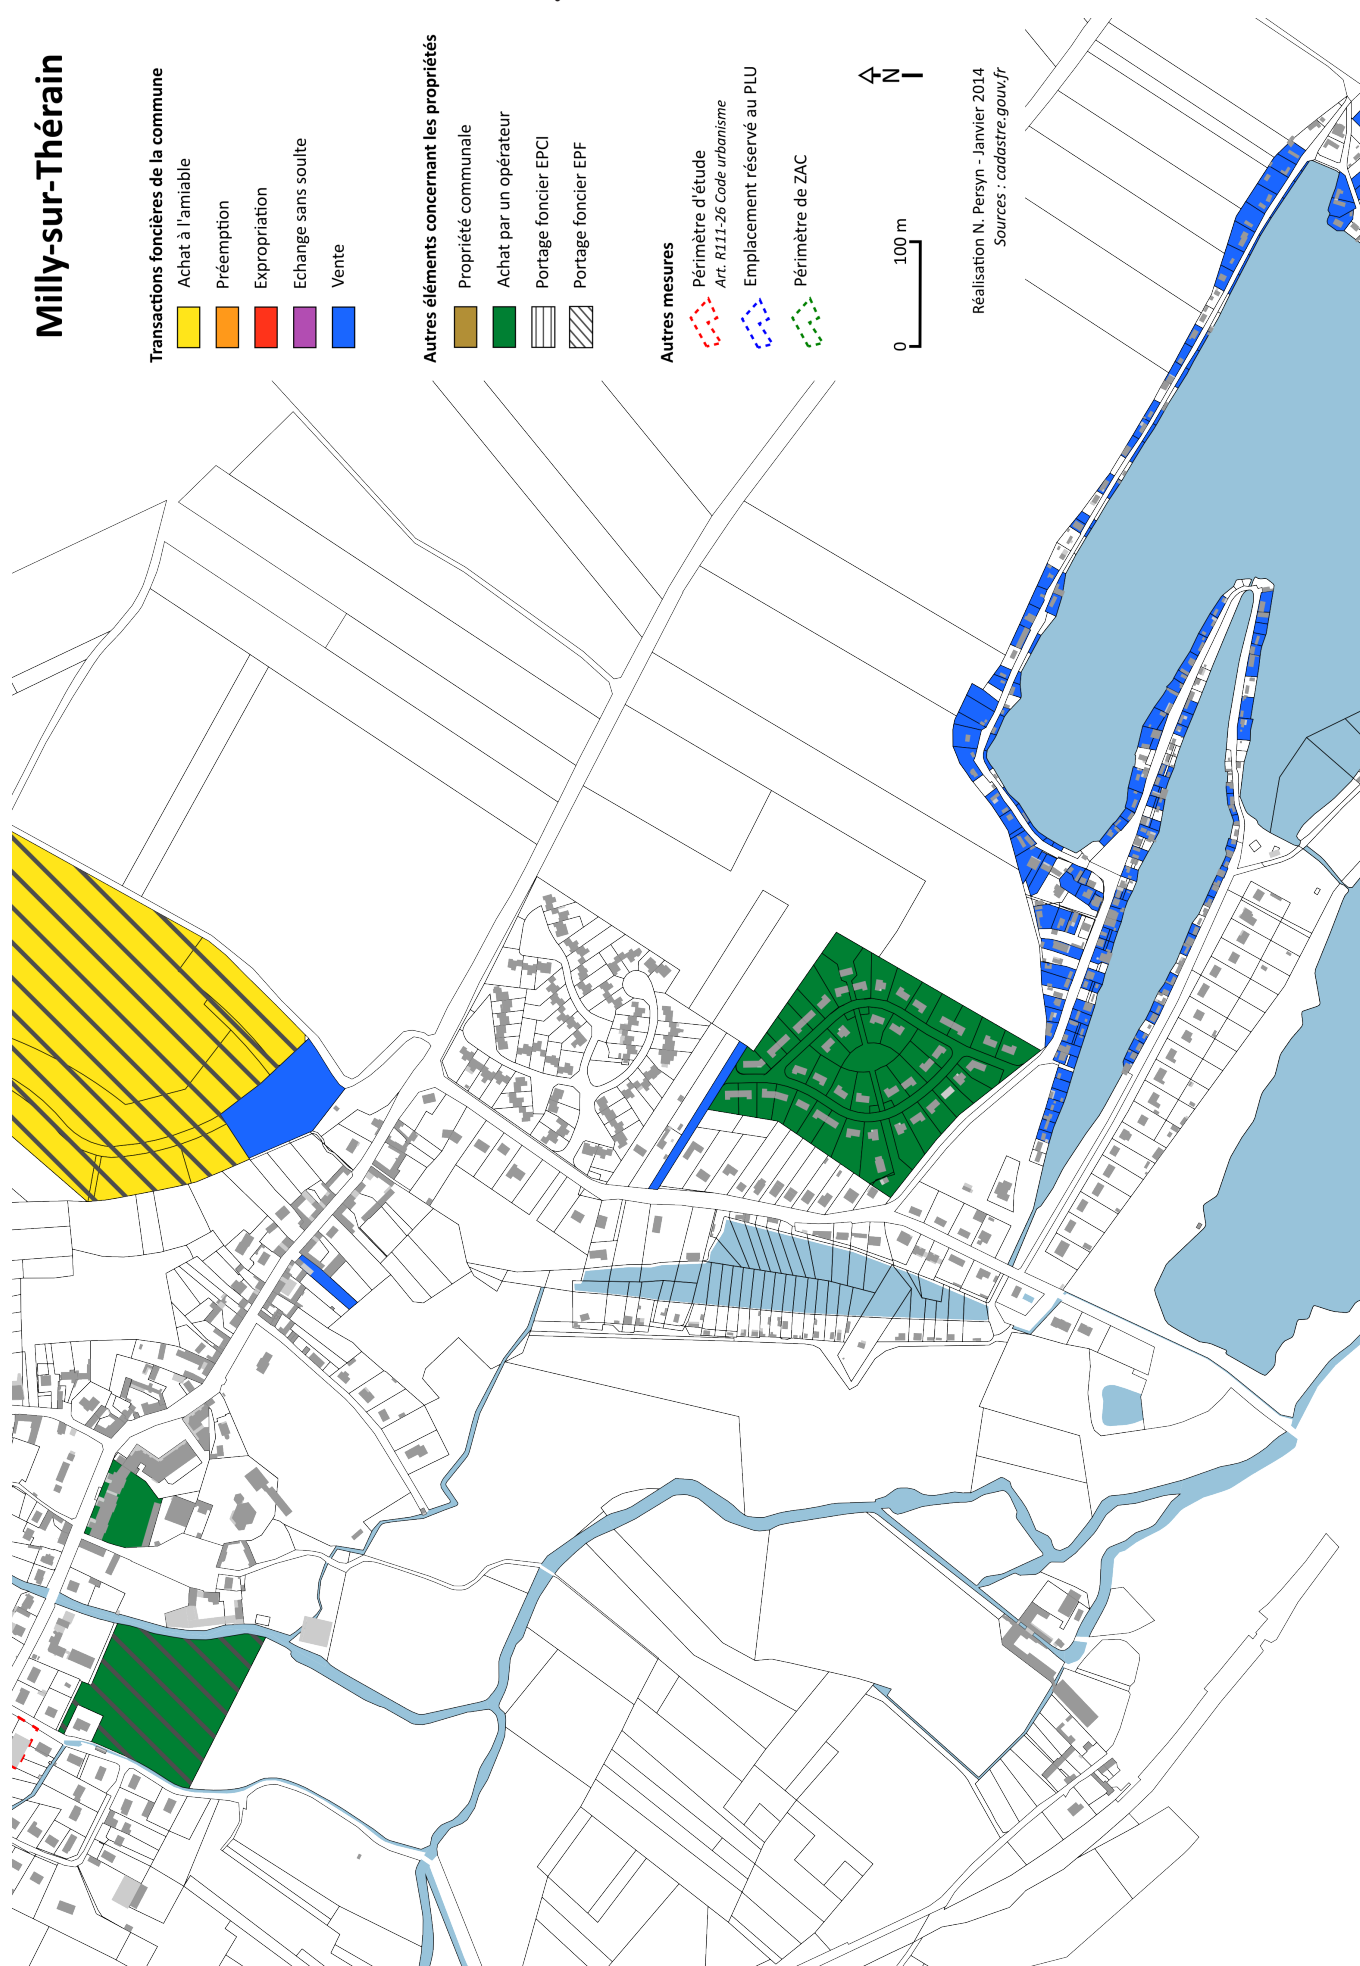 Milly-sur-Thérain
Transactions foncières de la commune
Achat à l'amiable
Préemption
Expropriation
Echange sans soulte
Vente
Autres éléments concernant les propriétés
Propriété communale
Achat par un opérateur
Portage foncier EPCI
Portage foncier EPF
Autres mesures
Périmètre d'étude
Art. R111-26 Code urbanisme
Emplacement réservé au PLU
Périmètre de ZAC
0 100 m
N
Réalisation N. Persyn - Janvier 2014
Sources : cadastre.gouv.fr